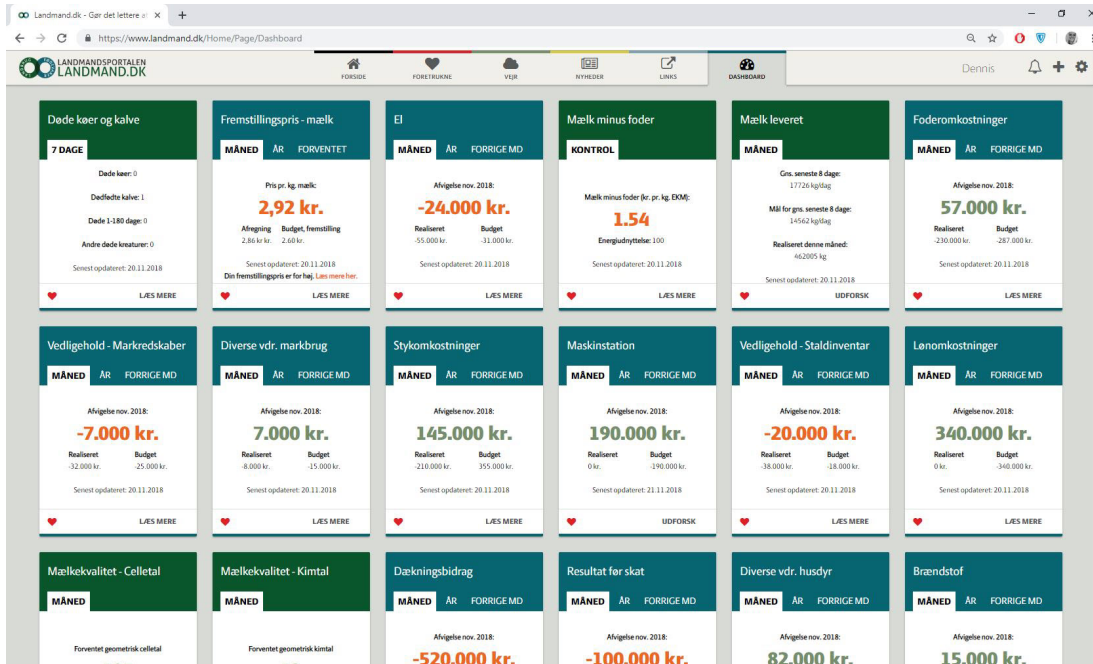 Landmand.dk - Gør det lettere at
https://www.landmand.dk/Home/Page/Dashboard
LANDMANDSPORTALEN
LANDMAND.DK
FORSIDE FORETRUKNE VEJR NYHEDER LINKS DASHBOARD
Dennis
Døde køer og kalve
7 DAGE
Døde køer: 0
Dødfødte kalve: 1
Døde 1-180 dage: 0
Andre døde kreaturer: 0
Senest opdateret: 20.11.2018
LÆS MERE
Fremstillingspris - mælk
MÅNED ÅR FORVENTET
Pris pr. kg. mælk:
2,92 kr.
Afregning Budget, fremstilling
2,86 kr kr. 2.60 kr.
Senest opdateret: 20.11.2018
Din fremstillingspris er for høj. Læs mere her.
LÆS MERE
El
MÅNED ÅR FORRIGE MD
Afvigelse nov. 2018:
-24.000 kr.
Realiseret Budget
-55.000 kr. -31.000 kr.
Senest opdateret: 20.11.2018
LÆS MERE
Mælk minus foder
KONTROL
Mælk minus foder (kr. pr. kg. EKM):
1.54
Energiudnyttelse: 100
Senest opdateret: 20.11.2018
LÆS MERE
Mælk leveret
MÅNED
Gns. seneste 8 dage:
17726 kg/dag
Mål for gns. seneste 8 dage:
14562 kg/dag
Realiseret denne måned:
462005 kg
Senest opdateret: 20.11.2018
UDFORSK
Foderomkostninger
MÅNED ÅR FORRIGE MD
Afvigelse nov. 2018:
57.000 kr.
Realiseret Budget
-230.000 kr. -287.000 kr.
Senest opdateret: 20.11.2018
LÆS MERE
Vedligehold - Markredskaber
MÅNED ÅR FORRIGE MD
Afvigelse nov. 2018:
-7.000 kr.
Realiseret Budget
-32.000 kr. -25.000 kr.
Senest opdateret: 20.11.2018
LÆS MERE
Diverse vdr. markbrug
MÅNED ÅR FORRIGE MD
Afvigelse nov. 2018:
7.000 kr.
Realiseret Budget
-8.000 kr. -15.000 kr.
Senest opdateret: 20.11.2018
LÆS MERE
Stykomkostninger
MÅNED ÅR FORRIGE MD
Afvigelse nov. 2018:
145.000 kr.
Realiseret Budget
-210.000 kr. 355.000 kr.
Senest opdateret: 20.11.2018
LÆS MERE
Maskinstation
MÅNED ÅR FORRIGE MD
Afvigelse nov. 2018:
190.000 kr.
Realiseret Budget
0 kr. -190.000 kr.
Senest opdateret: 21.11.2018
UDFORSK
Vedligehold - Staldinventar
MÅNED ÅR FORRIGE MD
Afvigelse nov. 2018:
-20.000 kr.
Realiseret Budget
-38.000 kr. -18.000 kr.
Senest opdateret: 20.11.2018
LÆS MERE
Lønomkostninger
MÅNED ÅR FORRIGE MD
Afvigelse nov. 2018:
340.000 kr.
Realiseret Budget
0 kr. -340.000 kr.
Senest opdateret: 20.11.2018
LÆS MERE
Mælkekvalitet - Celletal
MÅNED
Forventet geometrisk celletal
Mælkekvalitet - Kimtal
MÅNED
Forventet geometrisk kimtal
Dækningsbidrag
MÅNED ÅR FORRIGE MD
Afvigelse nov. 2018:
-520.000 kr.
Resultat før skat
MÅNED ÅR FORRIGE MD
Afvigelse nov. 2018:
-100.000 kr.
Diverse vdr. husdyr
MÅNED ÅR FORRIGE MD
Afvigelse nov. 2018:
82.000 kr.
Brændstof
MÅNED ÅR FORRIGE MD
Afvigelse nov. 2018:
15.000 kr.